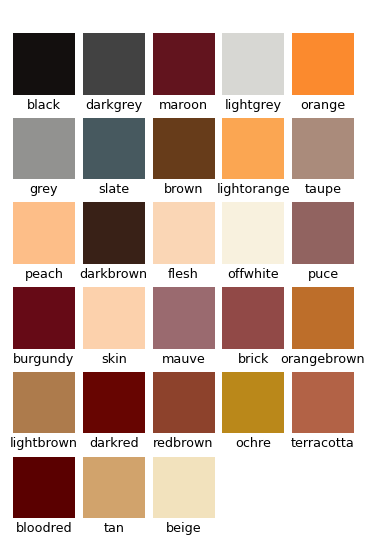 black darkgrey maroon lightgrey orange
grey slate brown lightorange taupe
peach darkbrown flesh offwhite puce
burgundy skin mauve brick orangebrown
lightbrown darkred redbrown ochre terracotta
bloodred tan beige